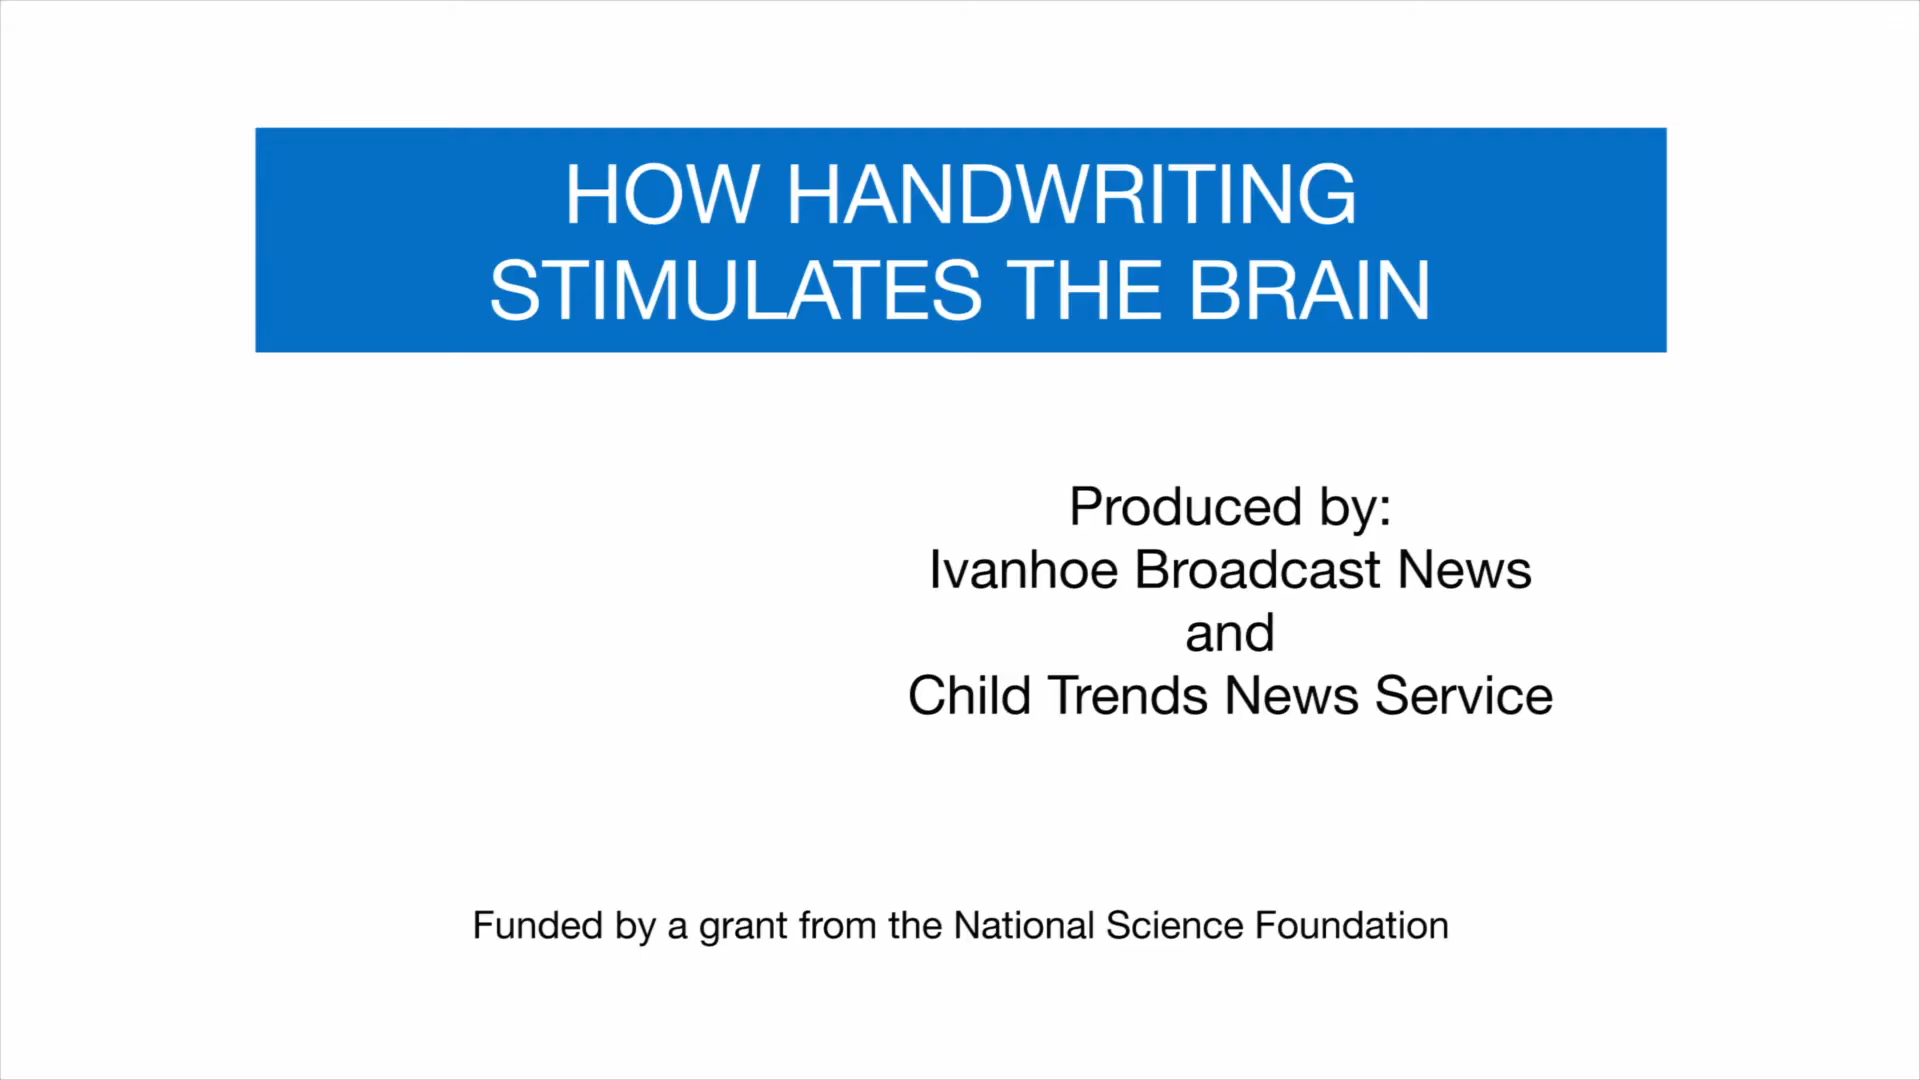 HOW HANDWRITING
STIMULATES THE BRAIN
Produced by:
Ivanhoe Broadcast News
and
Child Trends News Service
Funded by a grant from the National Science Foundation